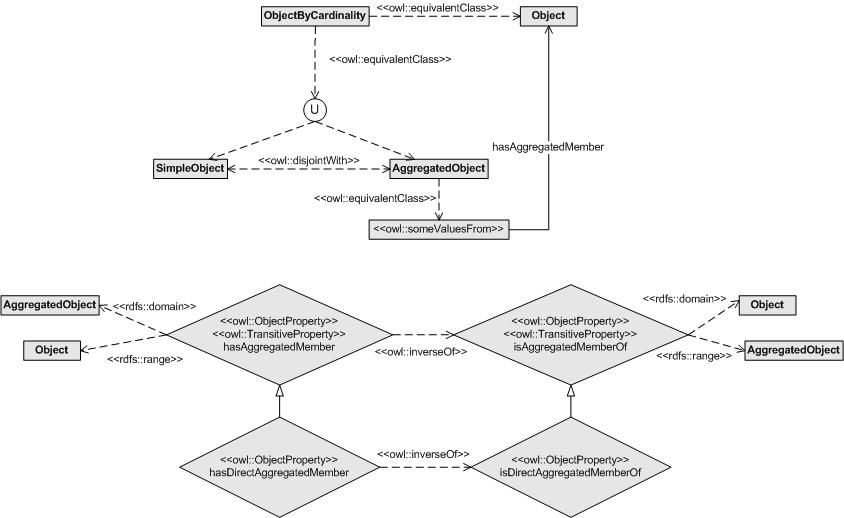 ObjectByCardinality
<<owl::equivalentClass>>
Object
<<owl::equivalentClass>>
U
hasAggregatedMember
SimpleObject
<<owl::disjointWith>>
AggregatedObject
<<owl::equivalentClass>>
<<owl::someValuesFrom>>
AggregatedObject
<<rdfs::domain>>
Object
<<rdfs::range>>
<<owl::ObjectProperty>>
<<owl::TransitiveProperty>>
hasAggregatedMember
<<owl::inverseOf>>
<<owl::ObjectProperty>>
<<owl::TransitiveProperty>>
isAggregatedMemberOf
<<rdfs::domain>>
Object
<<rdfs::range>>
AggregatedObject
<<owl::ObjectProperty>>
hasDirectAggregatedMember
<<owl::inverseOf>>
<<owl::ObjectProperty>>
isDirectAggregatedMemberOf